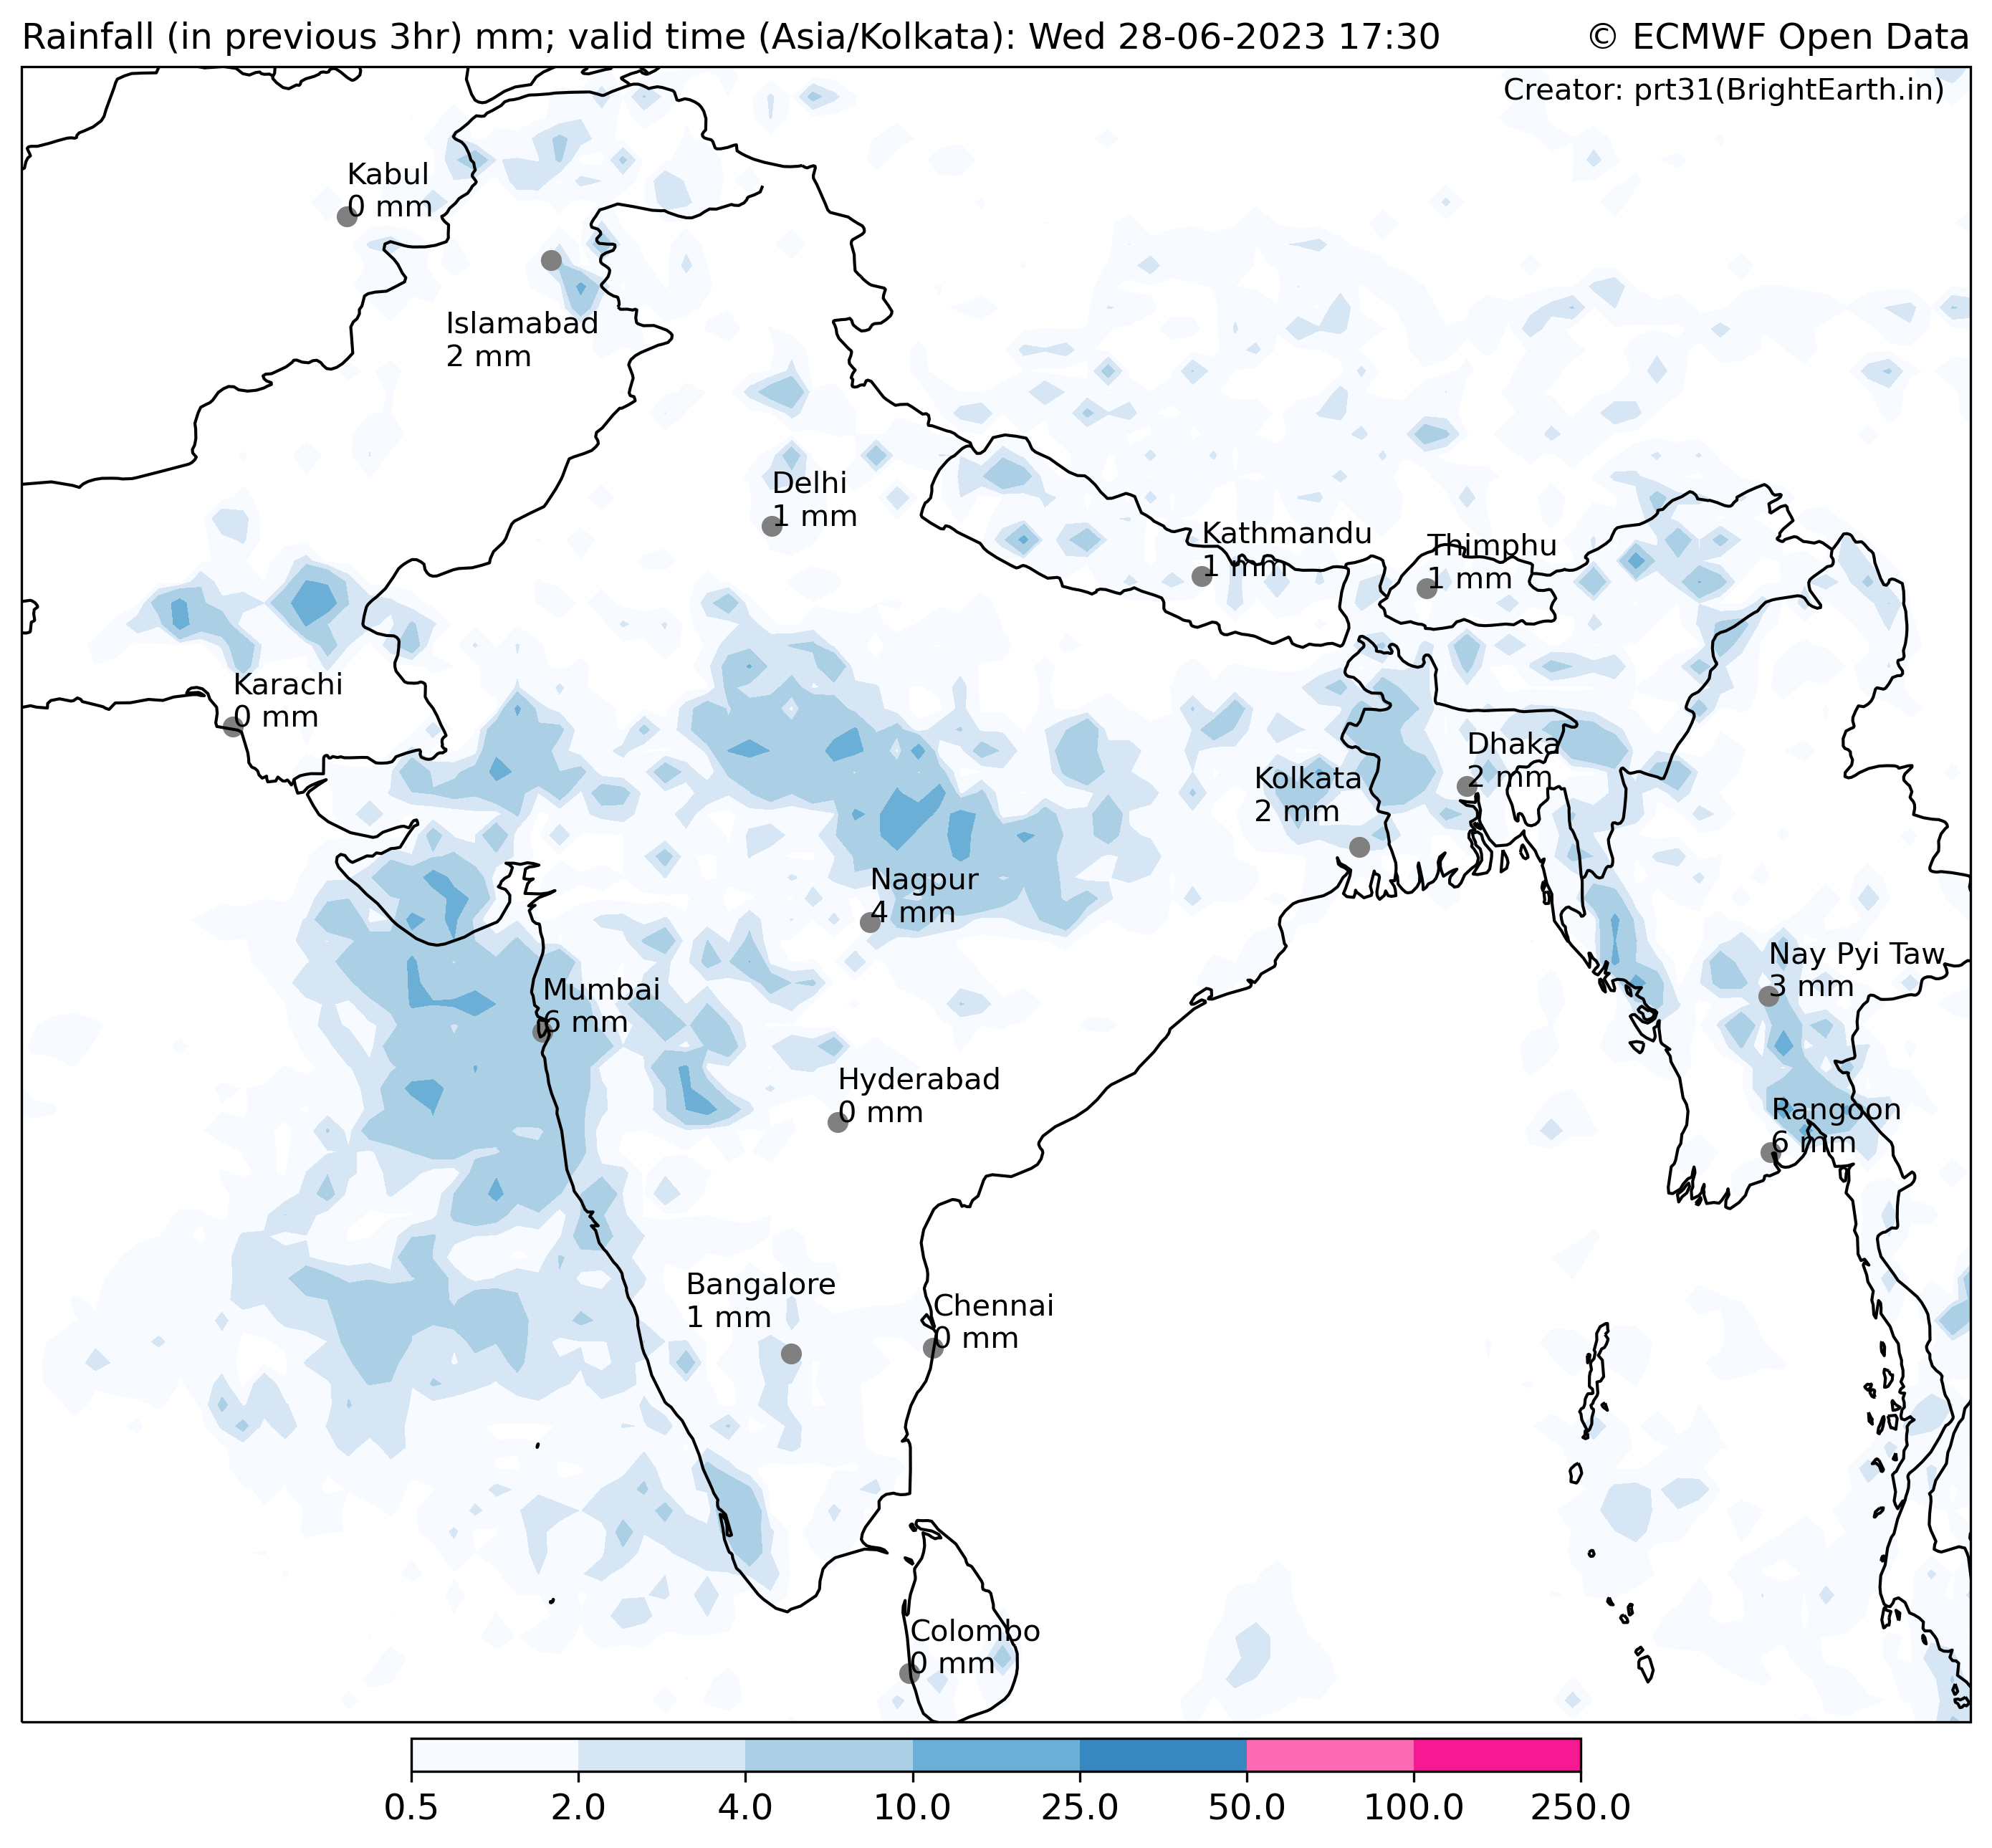 Rainfall (in previous 3hr) mm; valid time (Asia/Kolkata): Wed 28-06-2023 17:30
© ECMWF Open Data
Creator: prt31(BrightEarth.in)
Kabul
0 mm
Islamabad
2 mm
Delhi
1 mm
Kathmandu
1 mm
Thimphu
1 mm
Karachi
0 mm
Dhaka
2 mm
Kolkata
2 mm
Nagpur
4 mm
Nay Pyi Taw
3 mm
Mumbai
6 mm
Hyderabad
0 mm
Rangoon
6 mm
Bangalore
1 mm
Chennai
0 mm
Colombo
0 mm
0.5 2.0 4.0 10.0 25.0 50.0 100.0 250.0